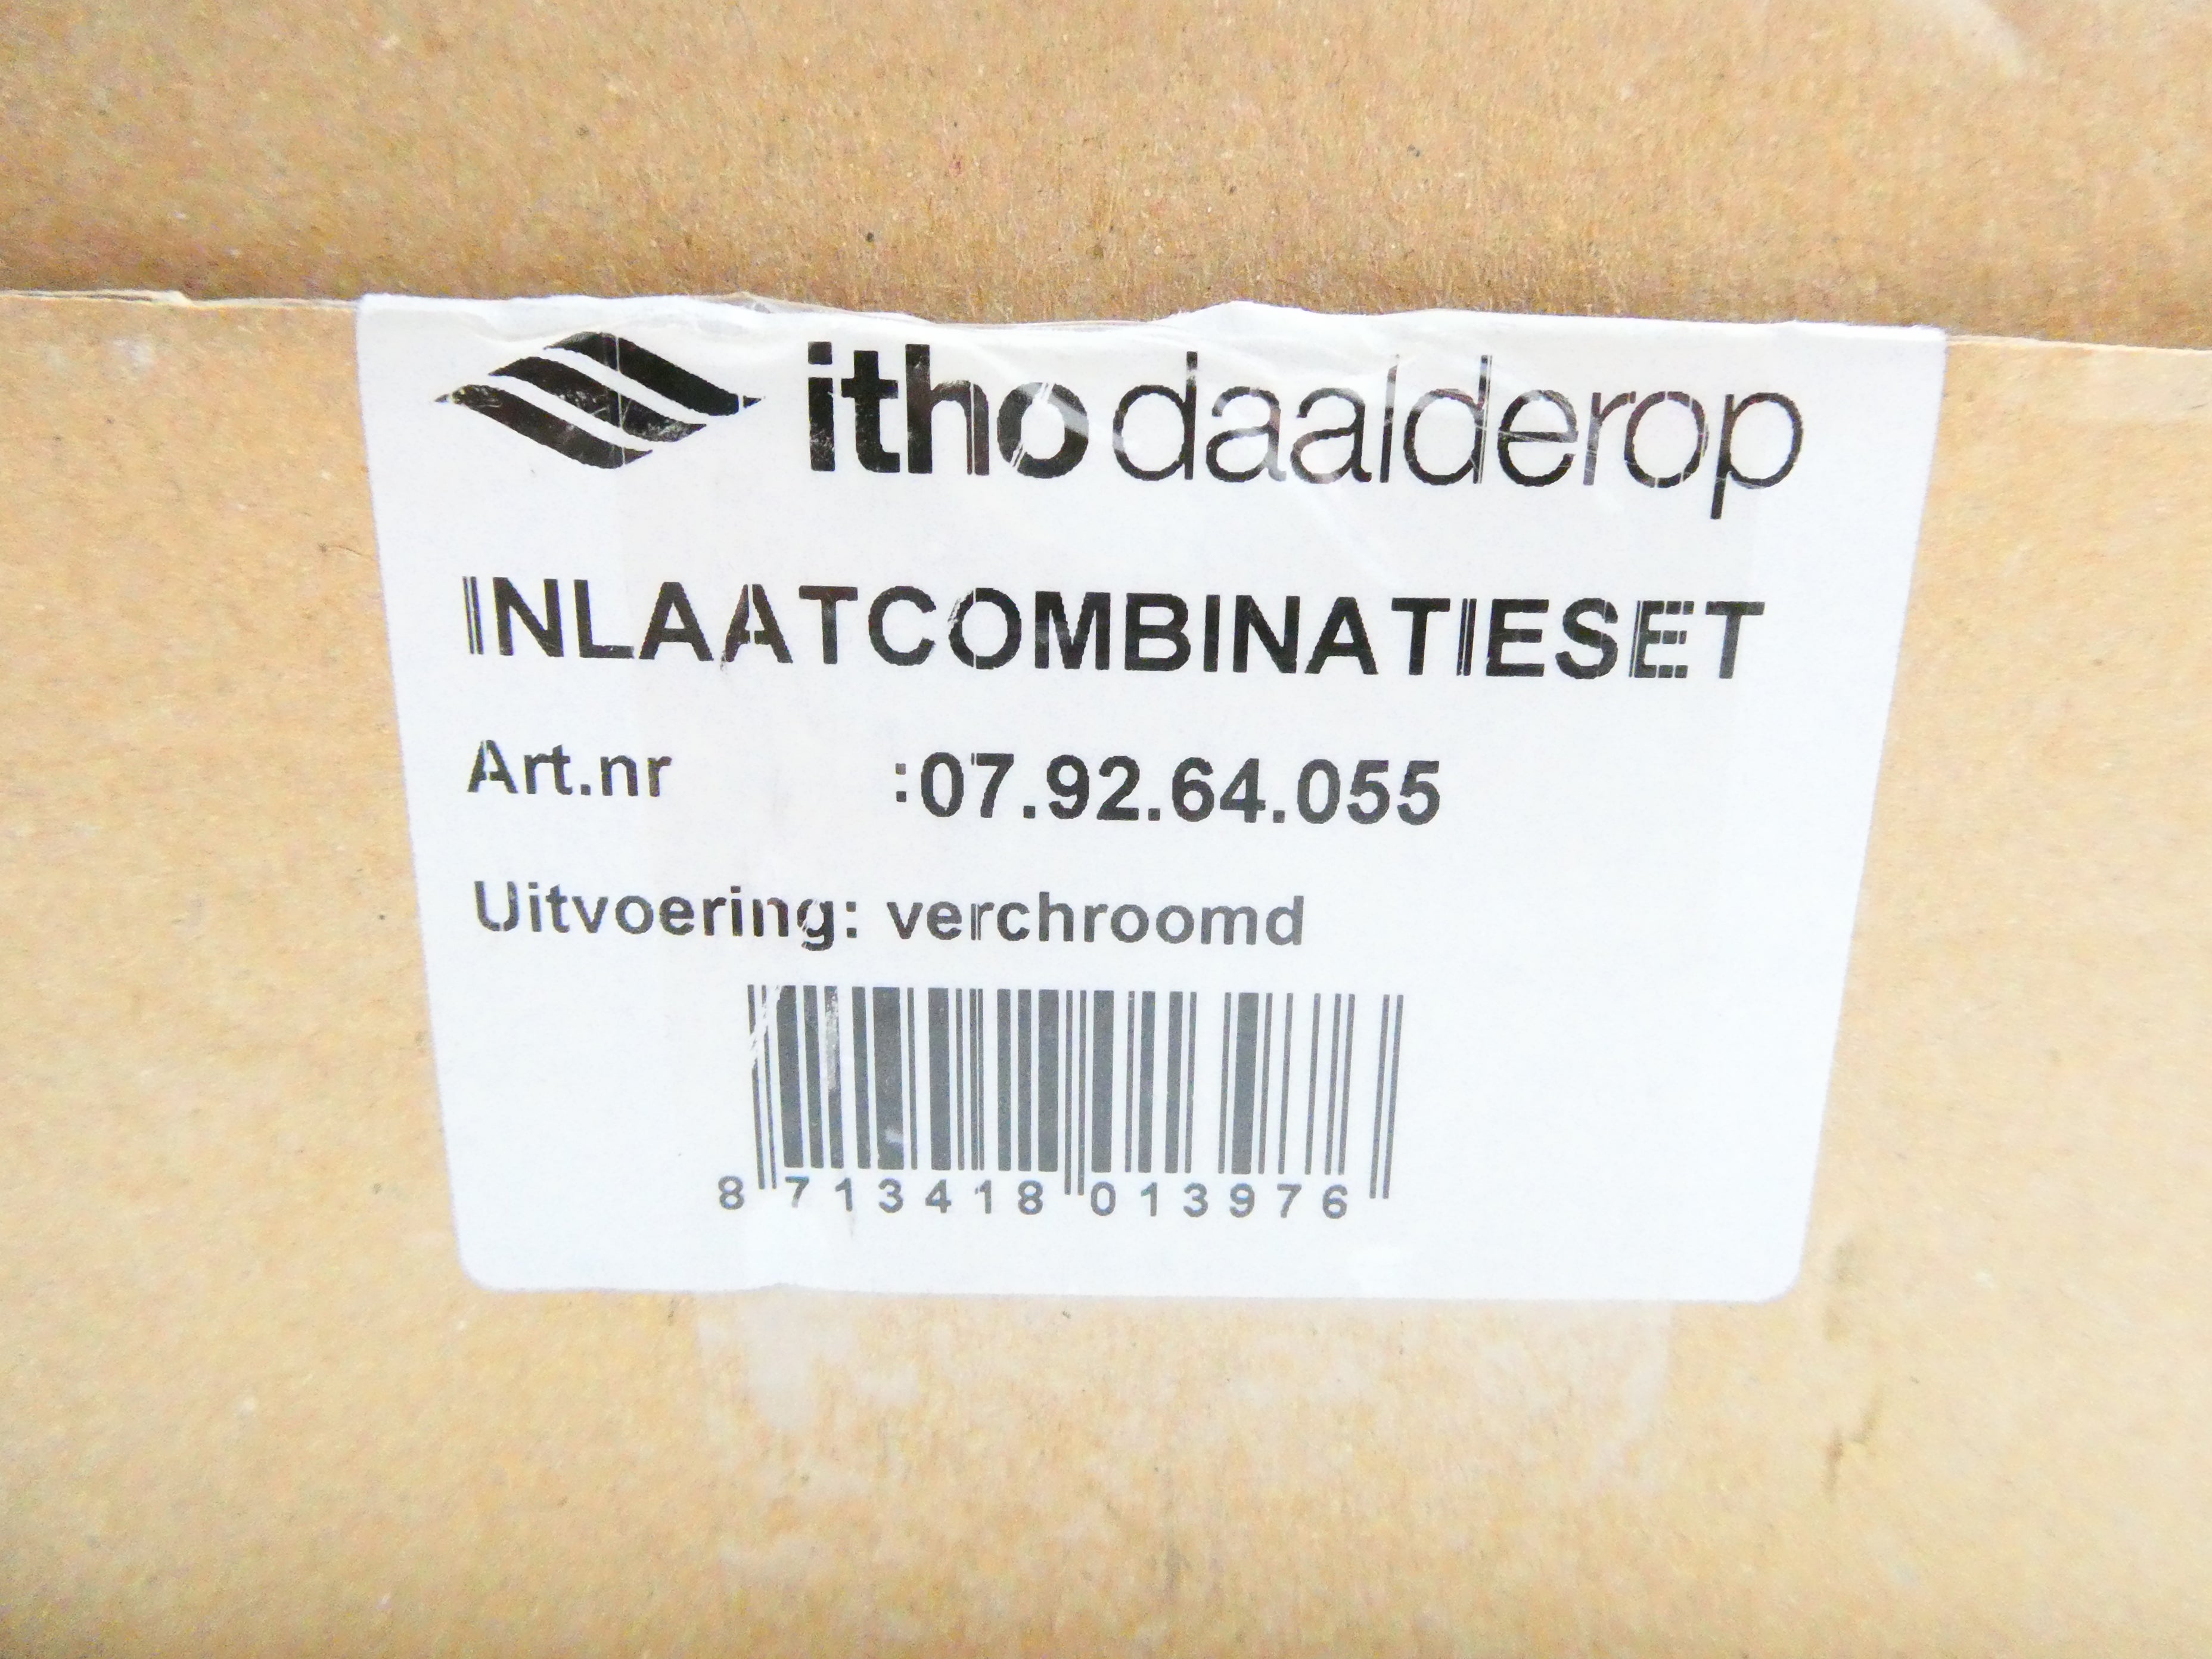 itho daalderop
INLAATCOMBINATIESET
Art.nr :07.92.64.055
Uitvoering: verchroomd
8 713418 013976